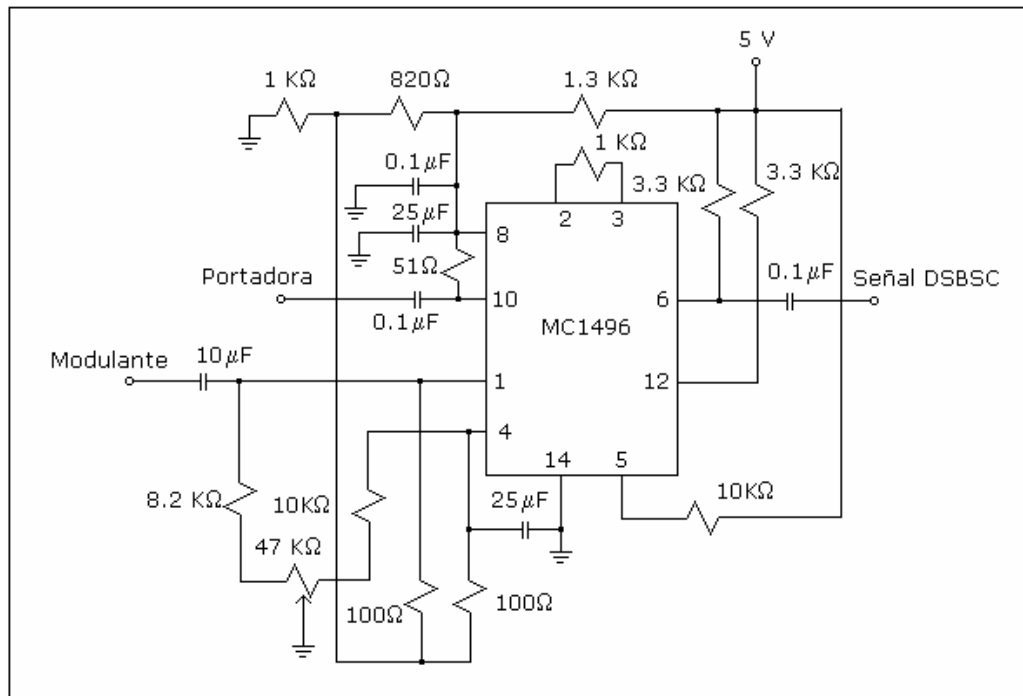 5 V
1 KΩ
820Ω
1.3 KΩ
1 KΩ
0.1μF
3.3 KΩ
3.3 KΩ
25μF
2
3
8
51Ω
Portadora
0.1μF
Señal DSBSC
10
6
0.1μF
MC1496
Modulante
10μF
1
12
4
14
5
8.2 KΩ
10KΩ
25μF
10KΩ
47 KΩ
100Ω
100Ω